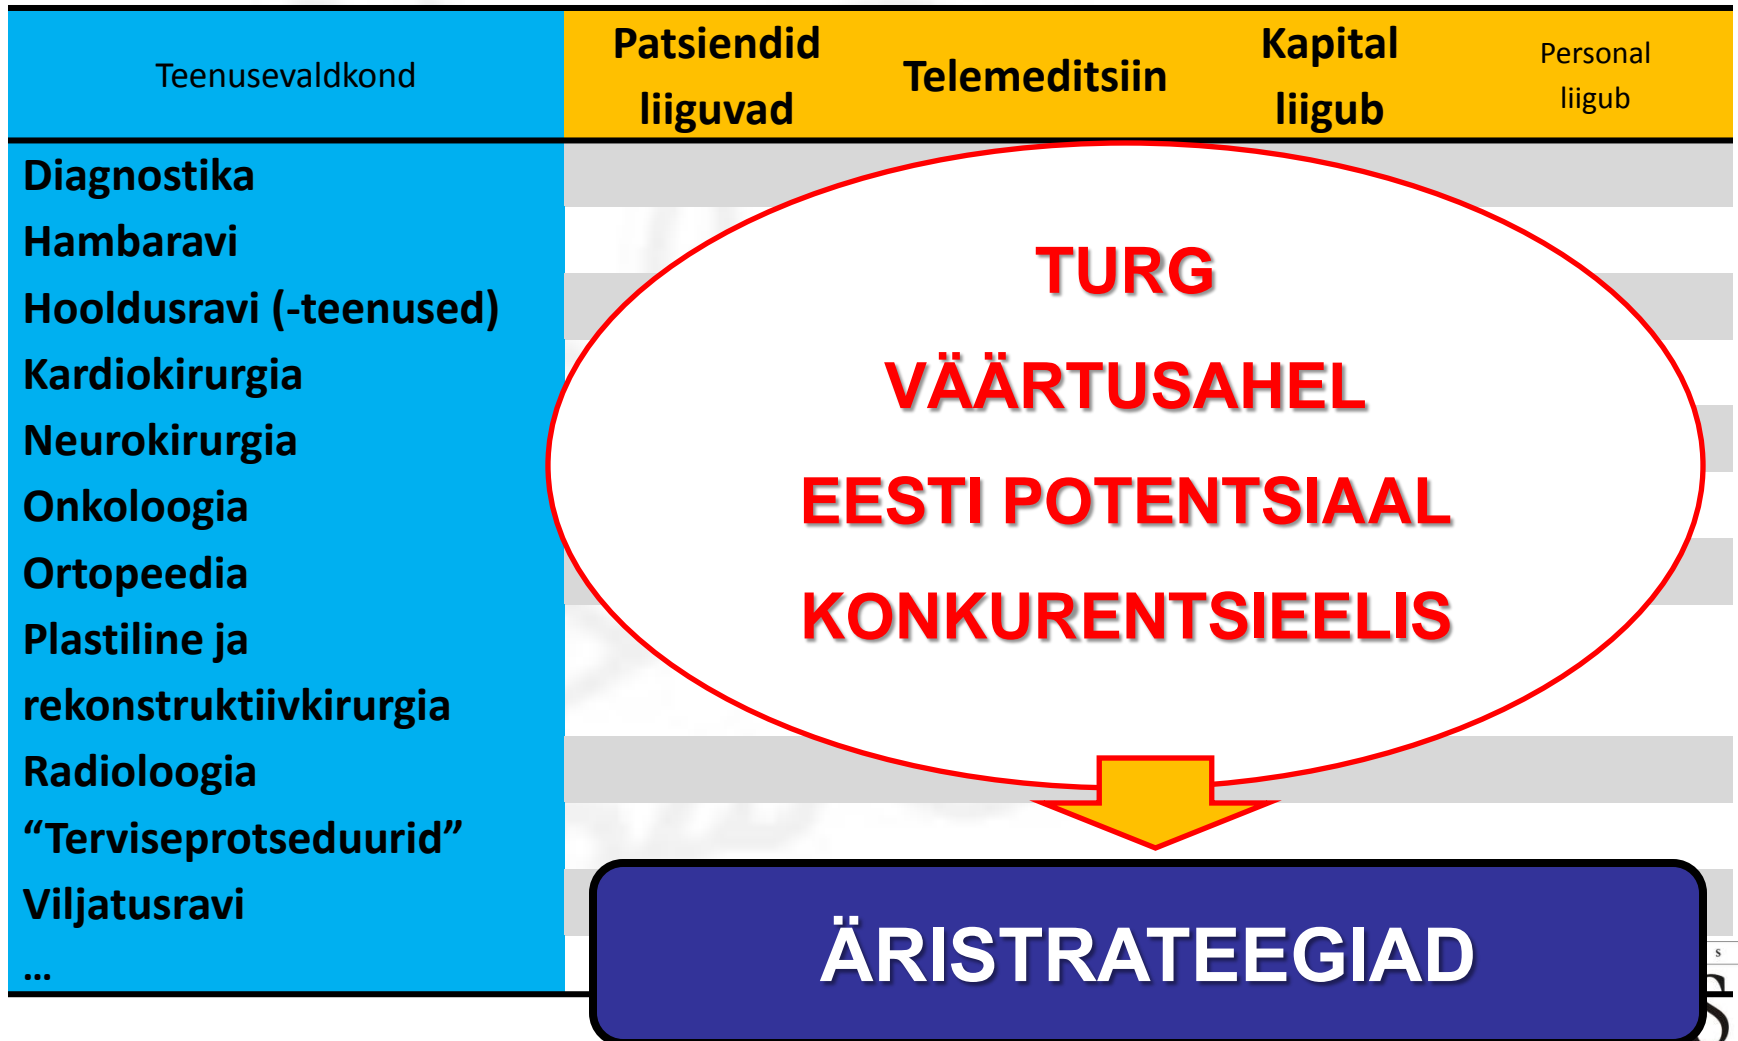 Teenusevaldkond
Patsiendid
liiguvad
Telemeditsiin
Kapital
liigub
Personal
liigub
Diagnostika
Hambaravi
Hooldusravi (-teenused)
Kardiokirurgia
Neurokirurgia
Onkoloogia
Ortopeedia
Plastiline ja
rekonstruktiivkirurgia
Radioloogia
“Terviseprotseduurid”
Viljatusravi
…
TURG
VÄÄRTUSAHEL
EESTI POTENTSIAAL
KONKURENTSIEELIS
ÄRISTRATEEGIAD